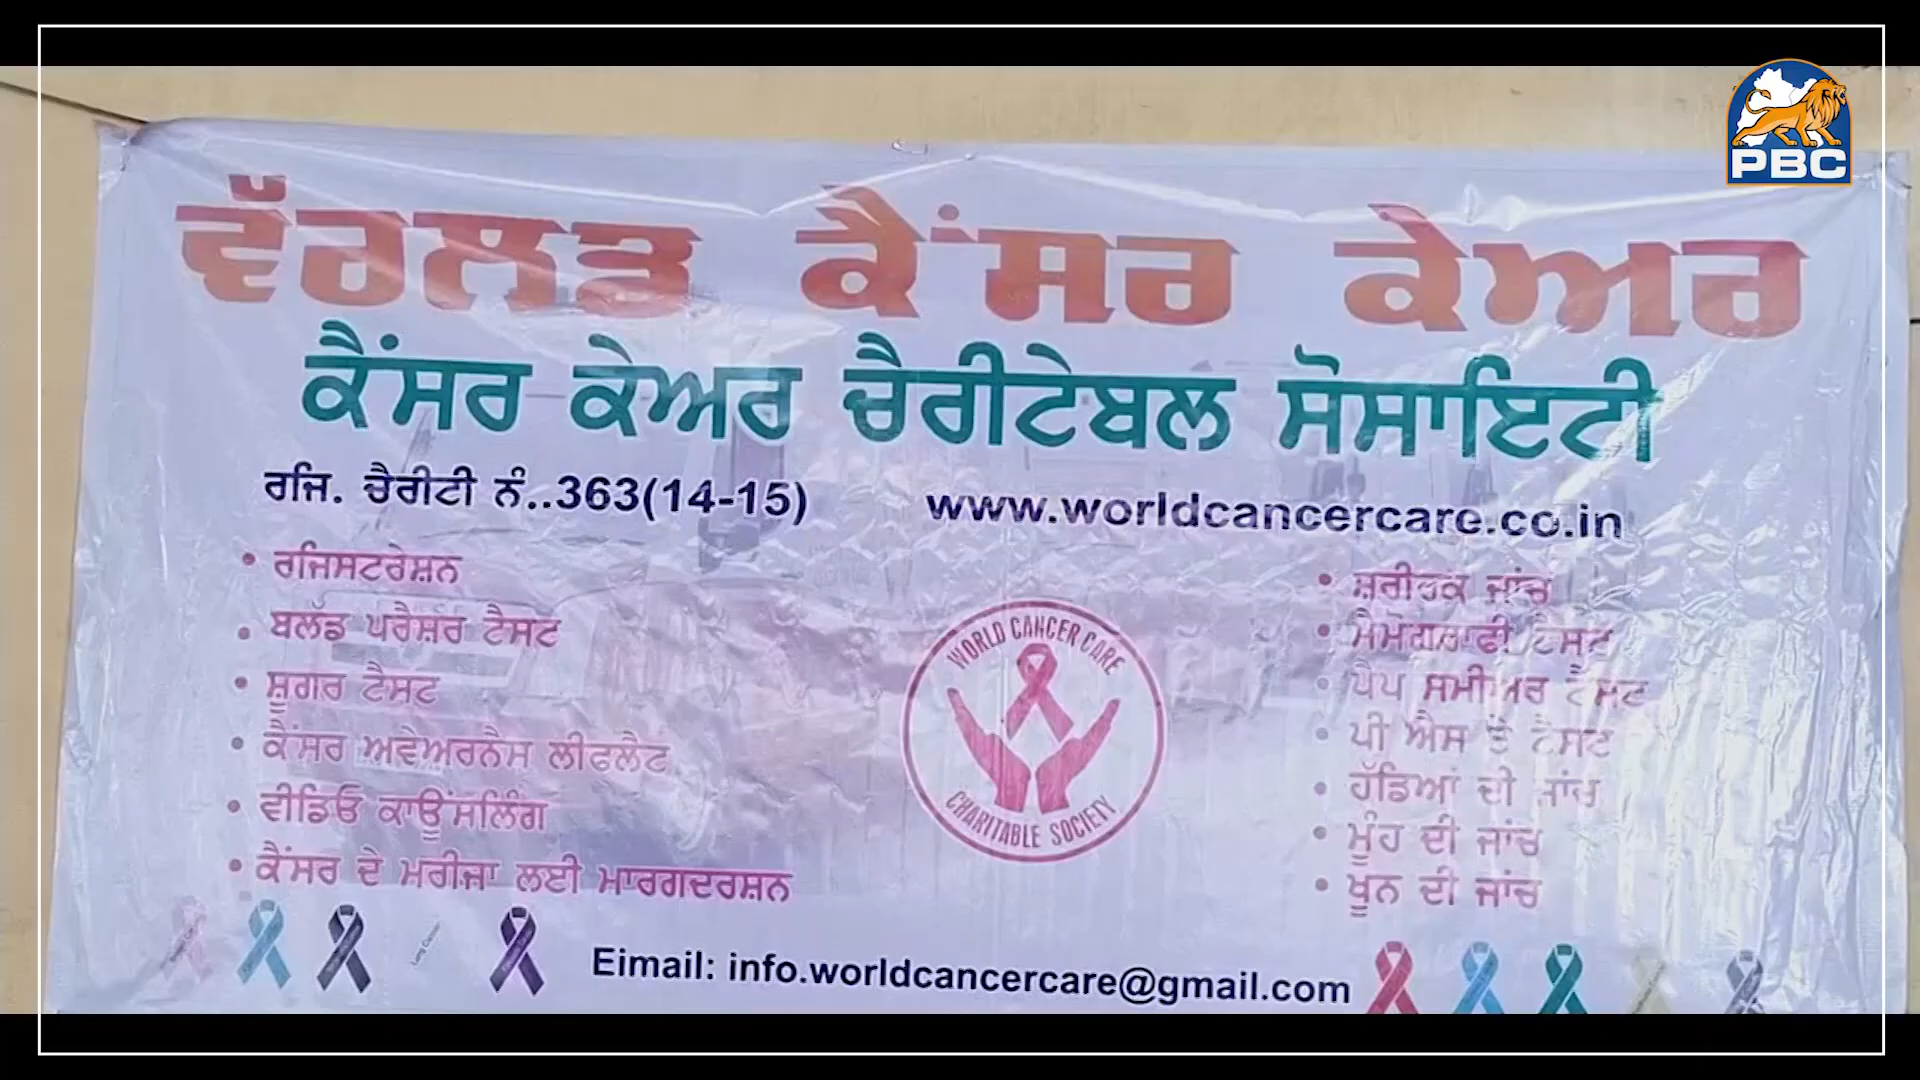 PBC
ਵੱਰਲਡ ਕੈਂਸਰ ਕੇਅਰ
ਕੈਂਸਰ ਕੇਅਰ ਚੈਰੀਟੇਬਲ ਸੋਸਾਇਟੀ
ਰਜਿ. ਚੈਰੀਟੀ ਨੰ..363(14-15)
www.worldcancercare.co.in
• ਰਜਿਸਟਰੇਸ਼ਨ
• ਬਲੱਡ ਪਰੈਸ਼ਰ ਟੈਸਟ
• ਸ਼ੂਗਰ ਟੈਸਟ
• ਕੈਂਸਰ ਅਵੇਅਰਨੈਸ ਲੀਫਲੈਟ
• ਵੀਡਿਓ ਕਾਊਂਸਲਿੰਗ
• ਕੈਂਸਰ ਦੇ ਮਰੀਜਾ ਲਈ ਮਾਰਗਦਰਸ਼ਨ
WORLD CANCER CARE
CHARITABLE SOCIETY
• ਸ਼ਰੀਰਕ ਜਾਂਚ
• ਮੈਮੋਗਰਾਫੀ ਟੈਸਟ
• ਪੈਪ ਸਮੀਅਰ ਟੈਸਟ
• ਪੀ ਐਸ ਏ ਟੈਸਟ
• ਹੱਡਿਆਂ ਦੀ ਜਾਂਚ
• ਮੂੰਹ ਦੀ ਜਾਂਚ
• ਖੂਨ ਦੀ ਜਾਂਚ
Eimail: info.worldcancercare@gmail.com